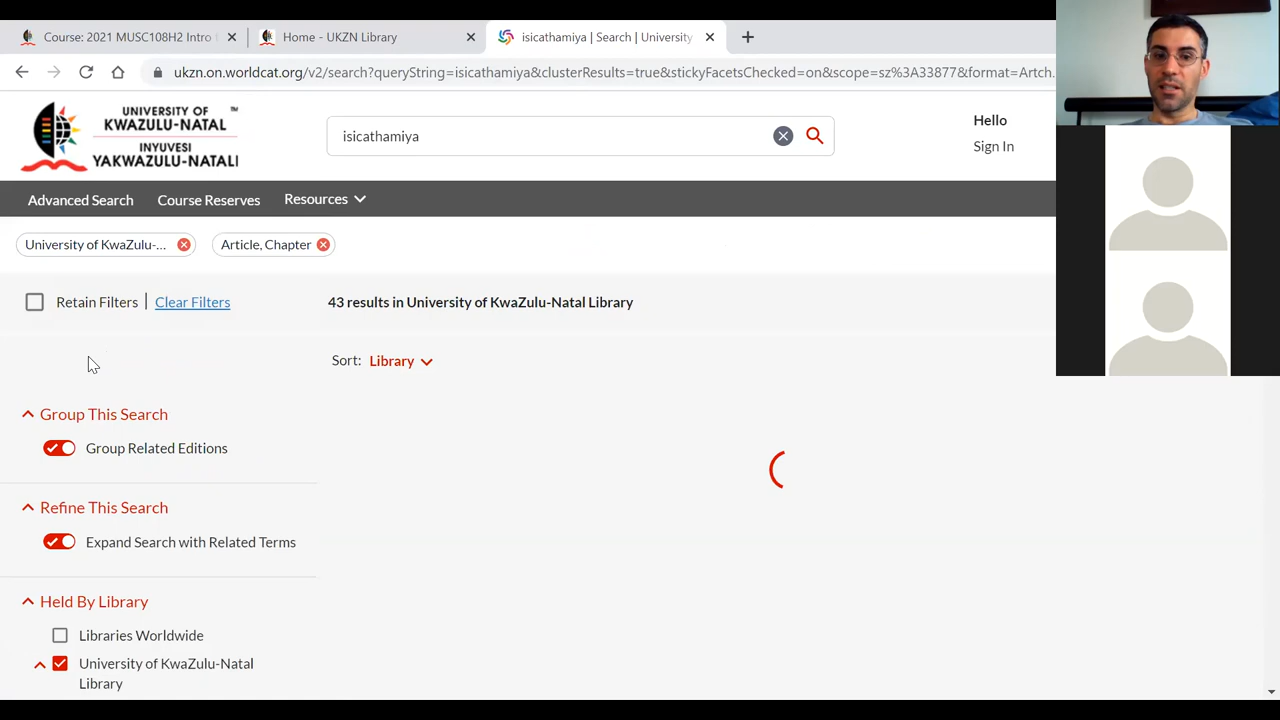 Course: 2021 MUSC108H2 Intro
Home - UKZN Library
isicathamiya | Search | University
ukzn.on.worldcat.org/v2/search?queryString=isicathamiya&clusterResults=true&stickyFacetsChecked=on&scope=sz%3A33877&format=Artch...
UNIVERSITY OF ™
KWAZULU-NATAL
INYUVESI
YAKWAZULU-NATALI
isicathamiya
Hello
Sign In
Advanced Search
Course Reserves
Resources
University of KwaZulu-...
Article, Chapter
Retain Filters | Clear Filters
43 results in University of KwaZulu-Natal Library
Sort: Library
Group This Search
Group Related Editions
Refine This Search
Expand Search with Related Terms
Held By Library
Libraries Worldwide
University of KwaZulu-Natal
Library